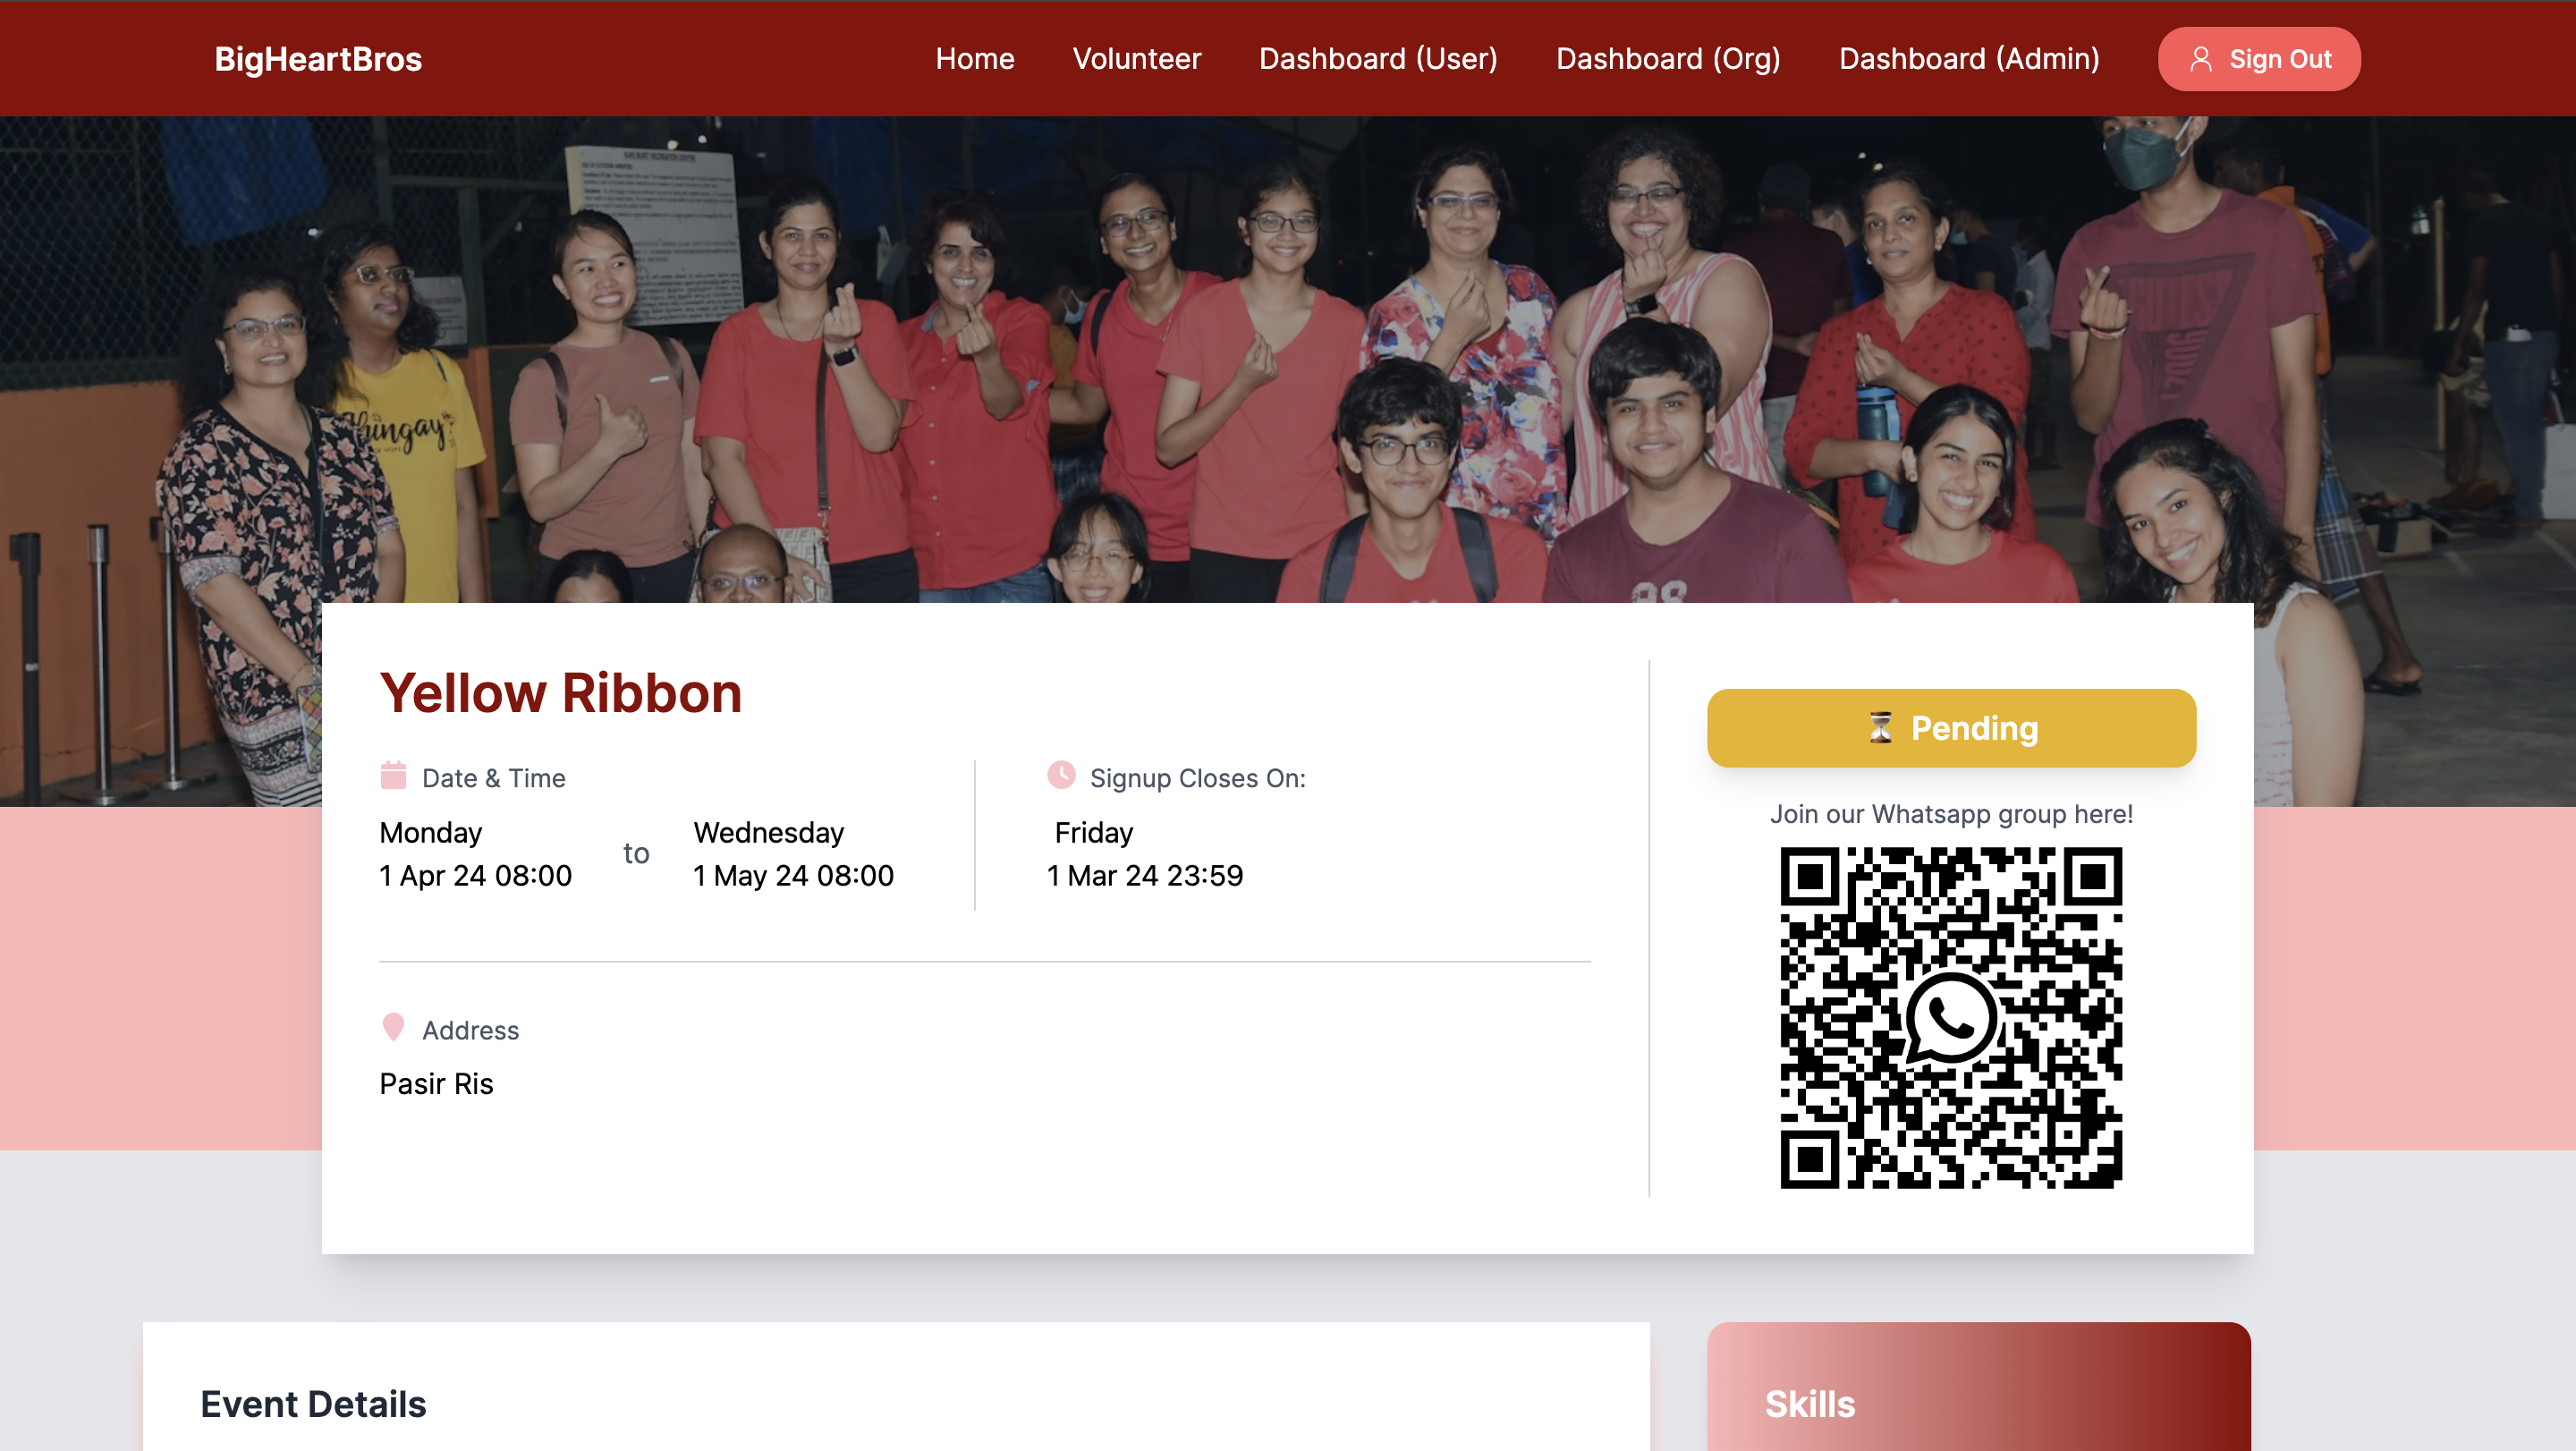 BigHeartBros
Home
Volunteer
Dashboard (User)
Dashboard (Org)
Dashboard (Admin)
Sign Out
hingay
98
Yellow Ribbon
Date & Time
Monday
1 Apr 24 08:00
to
Wednesday
1 May 24 08:00
Signup Closes On:
Friday
1 Mar 24 23:59
Address
Pasir Ris
⏳ Pending
Join our Whatsapp group here!
Event Details
Skills